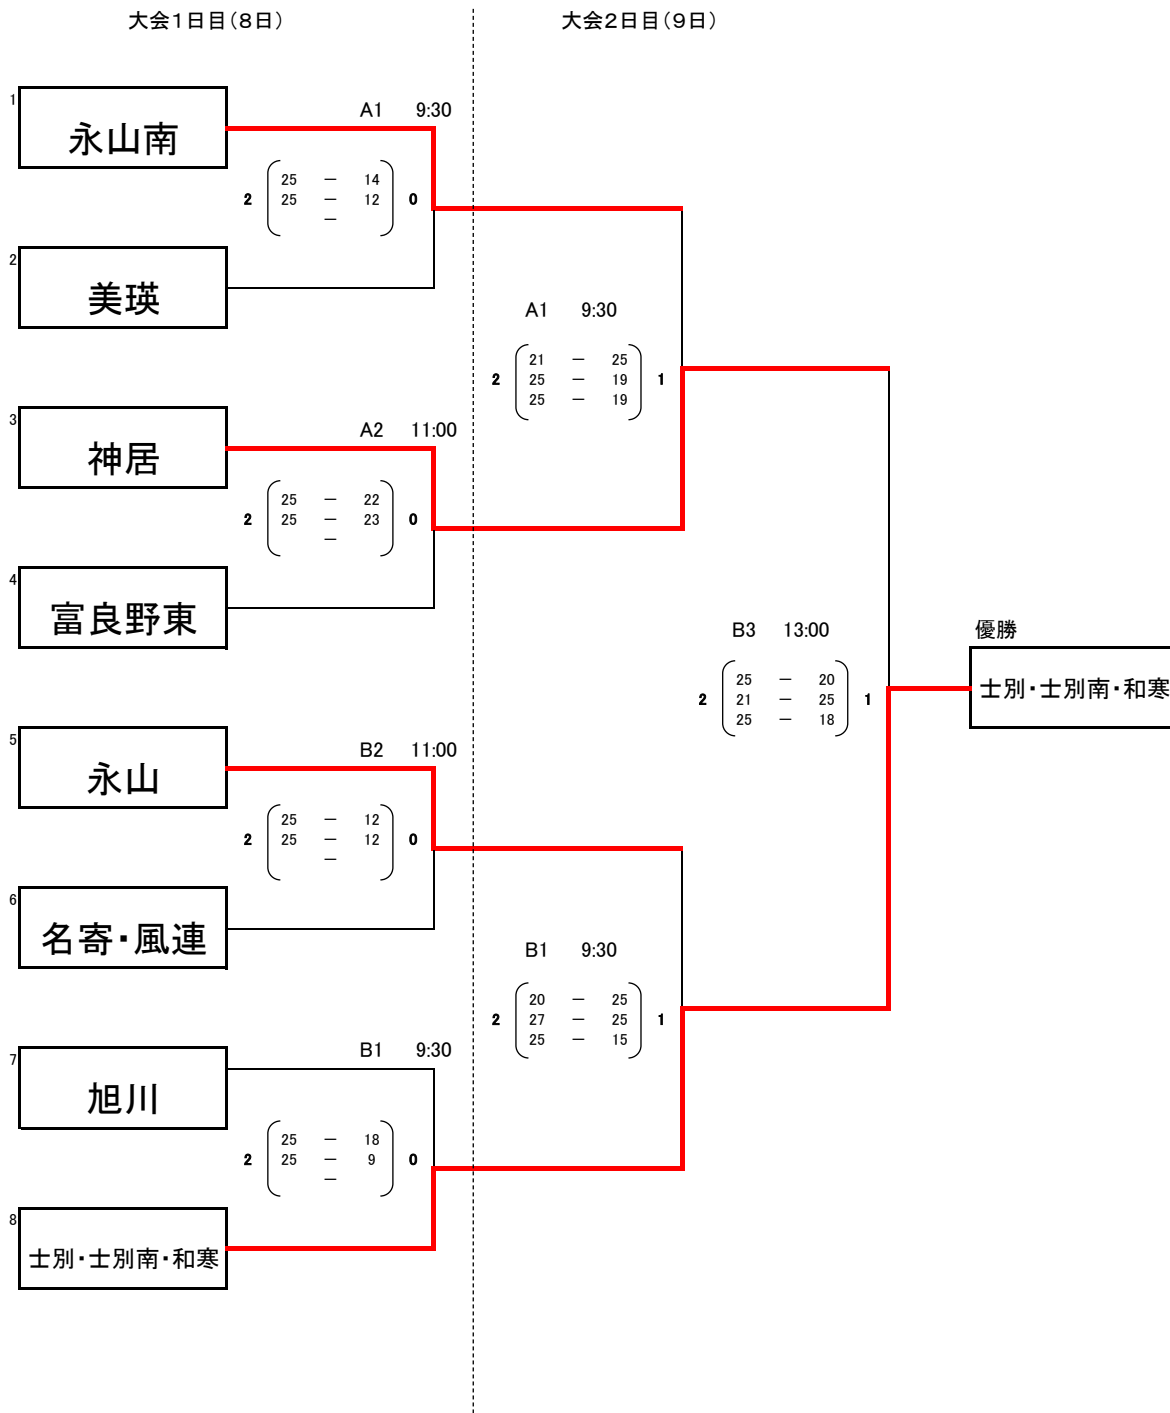 大会１日目（８日）
大会２日目（９日）
1
永山南
A1 9:30
2 25 － 14 0
25 － 12
－
2
美瑛
3
神居
A2 11:00
2 25 － 22 0
25 － 23
－
4
富良野東
5
永山
B2 11:00
2 25 － 12 0
25 － 12
－
6
名寄・風連
7
旭川
B1 9:30
2 25 － 18 0
25 － 9
－
8
士別・士別南・和寒
A1 9:30
2 21 － 25 1
25 － 19
25 － 19
B1 9:30
2 20 － 25 1
27 － 25
25 － 15
B3 13:00
2 25 － 20 1
21 － 25
25 － 18
優勝
士別・士別南・和寒